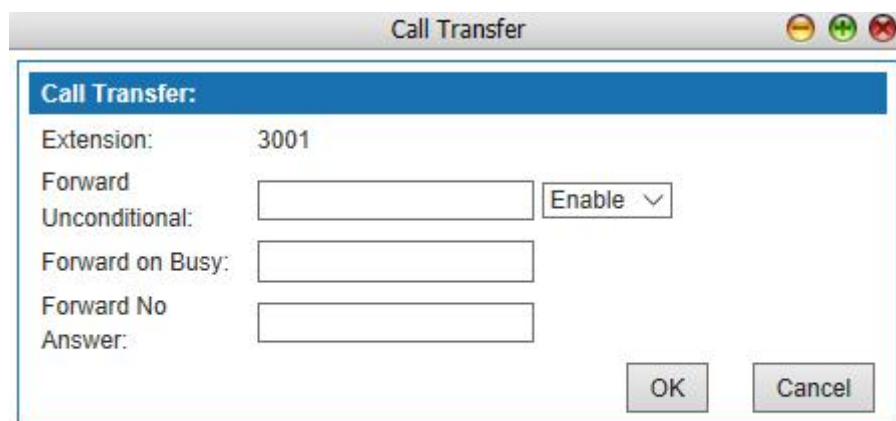 Call Transfer
Call Transfer:
Extension: 3001
Forward
Unconditional:
Enable
Forward on Busy:
Forward No
Answer:
OK Cancel